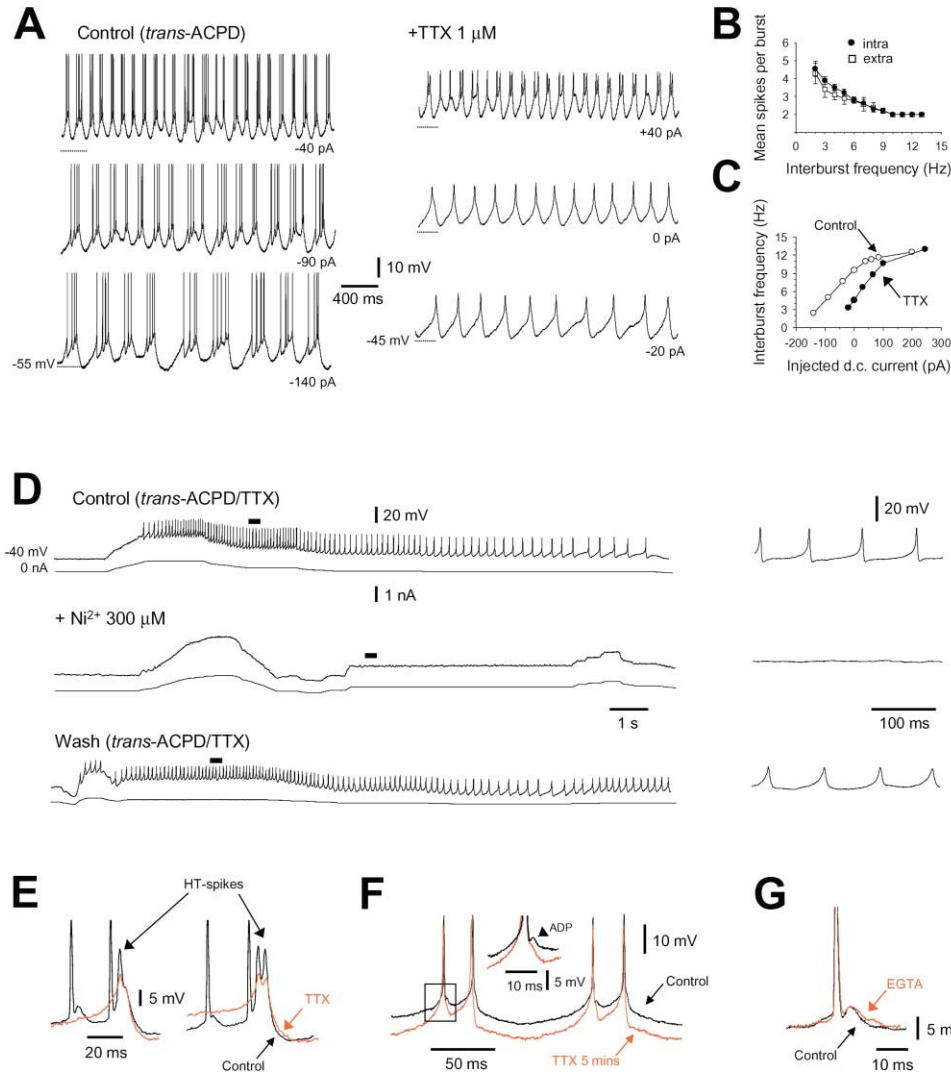 A
Control (trans-ACPD)
+TTX 1 μM
-40 pA
-90 pA
-55 mV
-140 pA
10 mV
400 ms
+40 pA
0 pA
-45 mV
-20 pA
B
Mean spikes per burst
6
5
4
3
2
intra
extra
0 3 6 9 12 15
Interburst frequency (Hz)
C
Interburst frequency (Hz)
15
12
9
6
3
0
Control
TTX
-200 -100 0 100 200 300
Injected d.c. current (pA)
D
Control (trans-ACPD/TTX)
20 mV
20 mV
-40 mV
0 nA
1 nA
+ Ni2+ 300 μM
1 s
100 ms
Wash (trans-ACPD/TTX)
E
HT-spikes
5 mV
TTX
20 ms
Control
F
ADP
10 mV
10 ms
5 mV
Control
50 ms
TTX 5 mins
G
EGTA
Control
5 m
10 ms